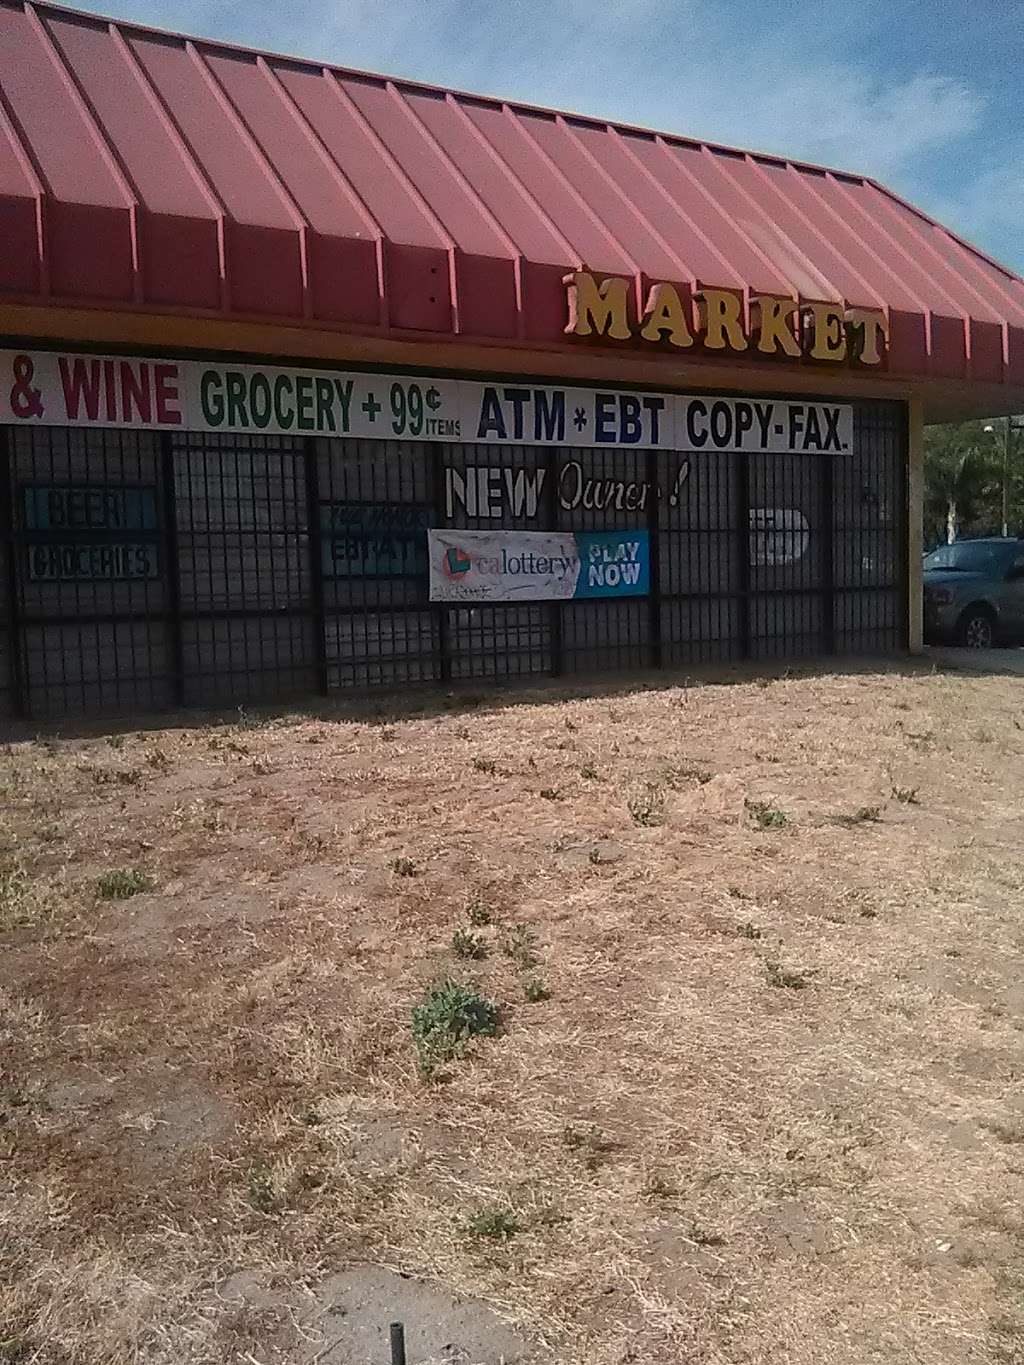 MARKET
& WINE GROCERY + 99¢ ITEMS ATM * EBT COPY-FAX
NEW Owner !
BEER!
GROCERIES
EBT
calottery
PLAY NOW